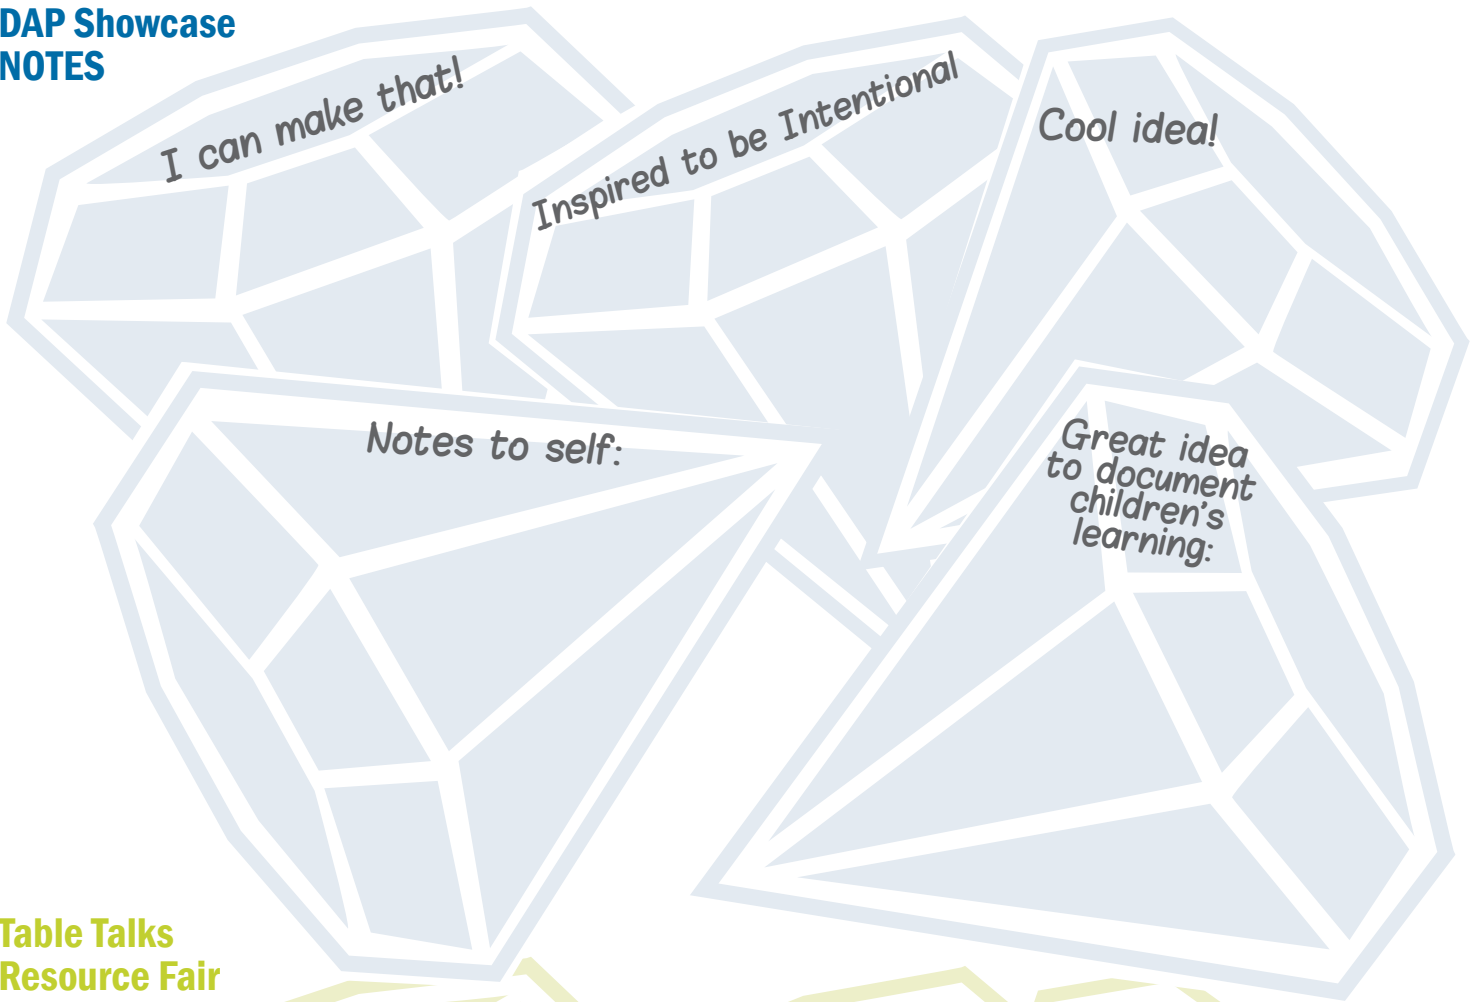 DAP Showcase
NOTES
I can make that!
Inspired to be Intentional
Cool idea!
Notes to self:
Great idea
to document
children's
learning:
Table Talks
Resource Fair